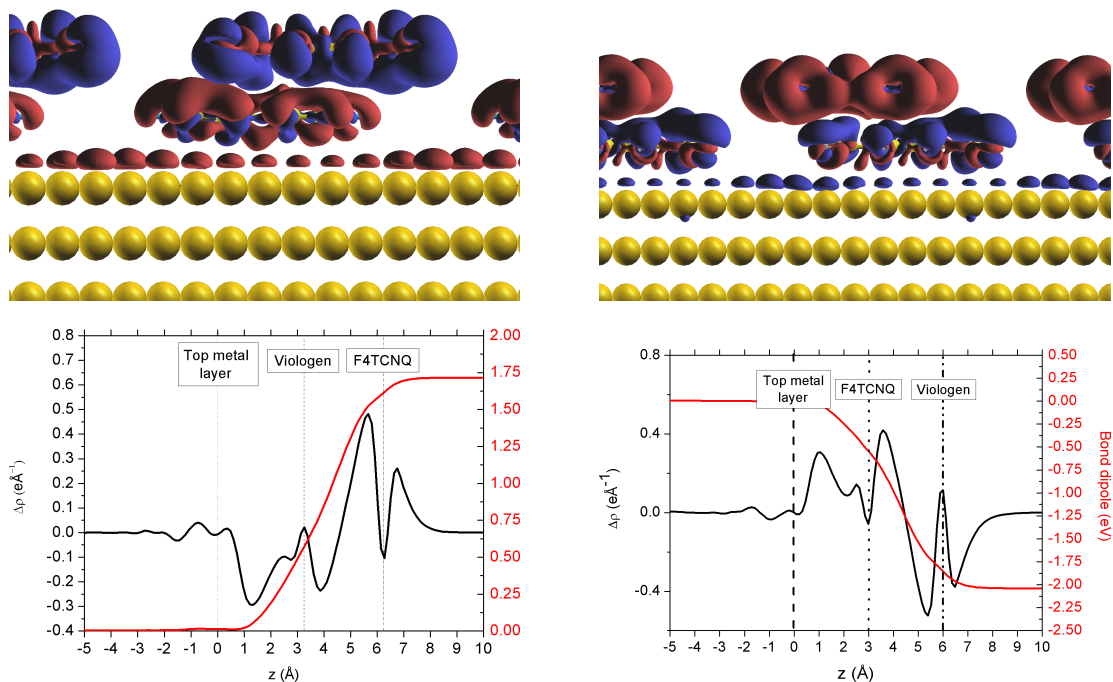 0.8
0.7
0.6
0.5
0.4
0.3
0.2
0.1
0.0
-0.1
-0.2
-0.3
-0.4
Δρ (eÅ⁻¹)
Top metal
layer
Viologen
F4TCNQ
2.00
1.75
1.50
1.25
1.00
0.75
0.50
0.25
0.00
-5 -4 -3 -2 -1 0 1 2 3 4 5 6 7 8 9 10
z (Å)
0.8
0.4
0.0
-0.4
Δρ (eÅ⁻¹)
Top metal
layer
F4TCNQ
Viologen
0.50
0.25
0.00
-0.25
-0.50
-0.75
-1.00
-1.25
-1.50
-1.75
-2.00
-2.25
-2.50
Bond dipole (eV)
-5 -4 -3 -2 -1 0 1 2 3 4 5 6 7 8 9 10
z (Å)